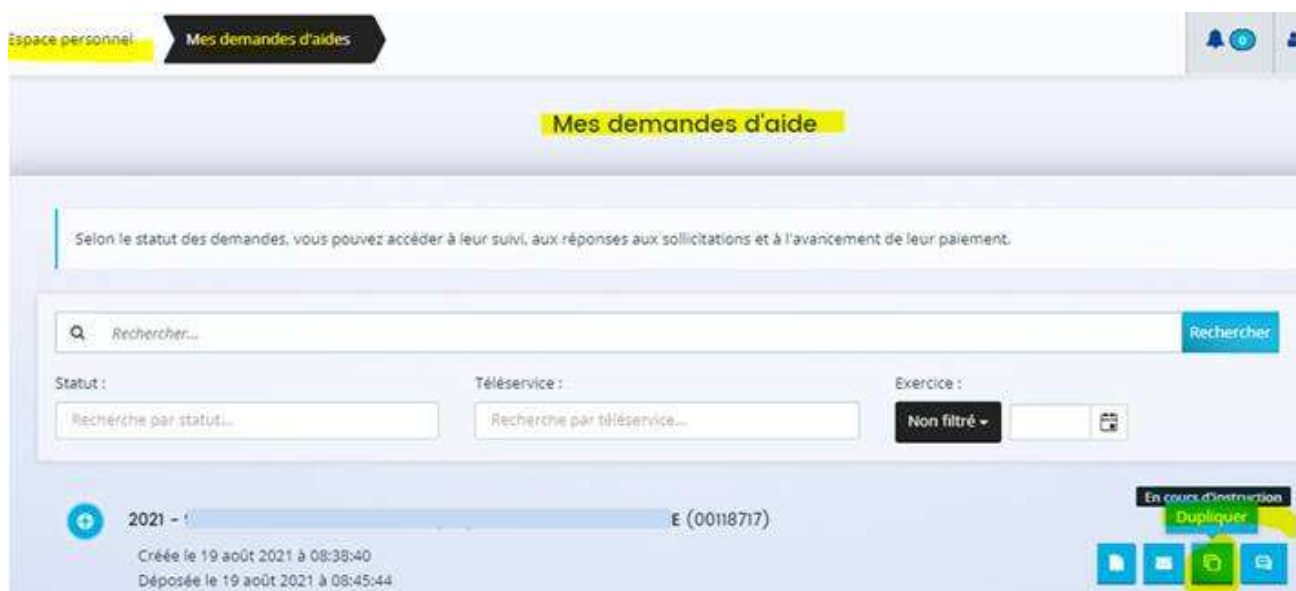 Espace personnel
Mes demandes d'aides
0
Mes demandes d'aide
Selon le statut des demandes, vous pouvez accéder à leur suivi, aux réponses aux sollicitations et à l'avancement de leur paiement.
Rechercher...
Rechercher
Statut :
Téléservice :
Exercice :
Recherche par statut...
Recherche par téléservice...
Non filtré
En cours d'instruction
2021 -
E (00118717)
Dupliquer
Créée le 19 août 2021 à 08:38:40
Déposée le 19 août 2021 à 08:45:44